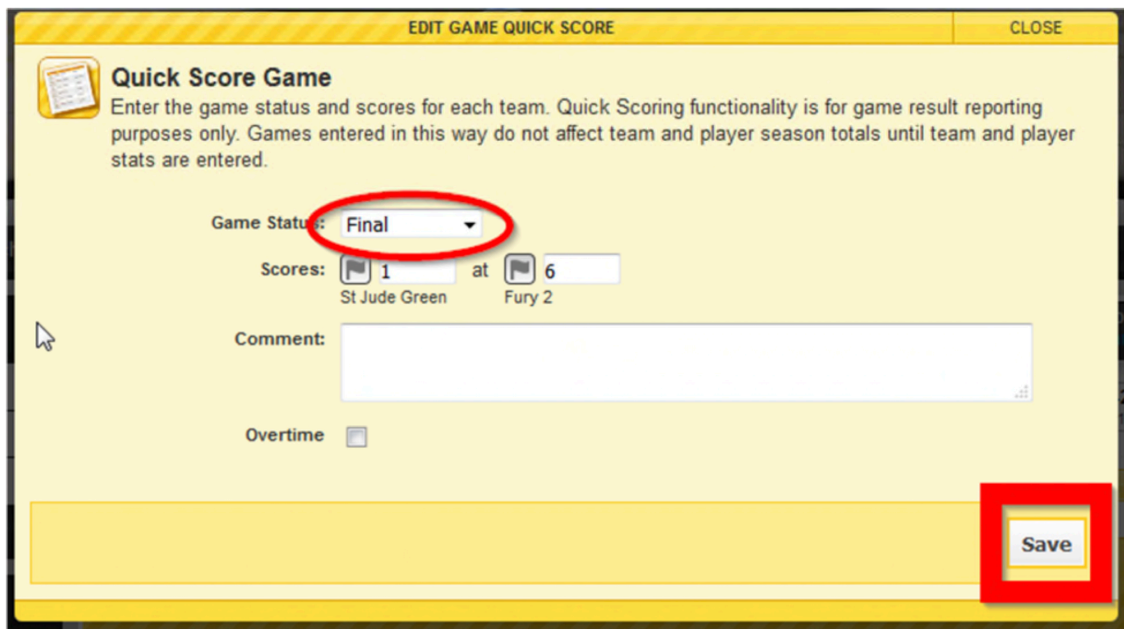 EDIT GAME QUICK SCORE CLOSE
Quick Score Game
Enter the game status and scores for each team. Quick Scoring functionality is for game result reporting
purposes only. Games entered in this way do not affect team and player season totals until team and player
stats are entered.
Game Status: Final
Scores: 1 at 6
St Jude Green Fury 2
Comment:
Overtime
Save